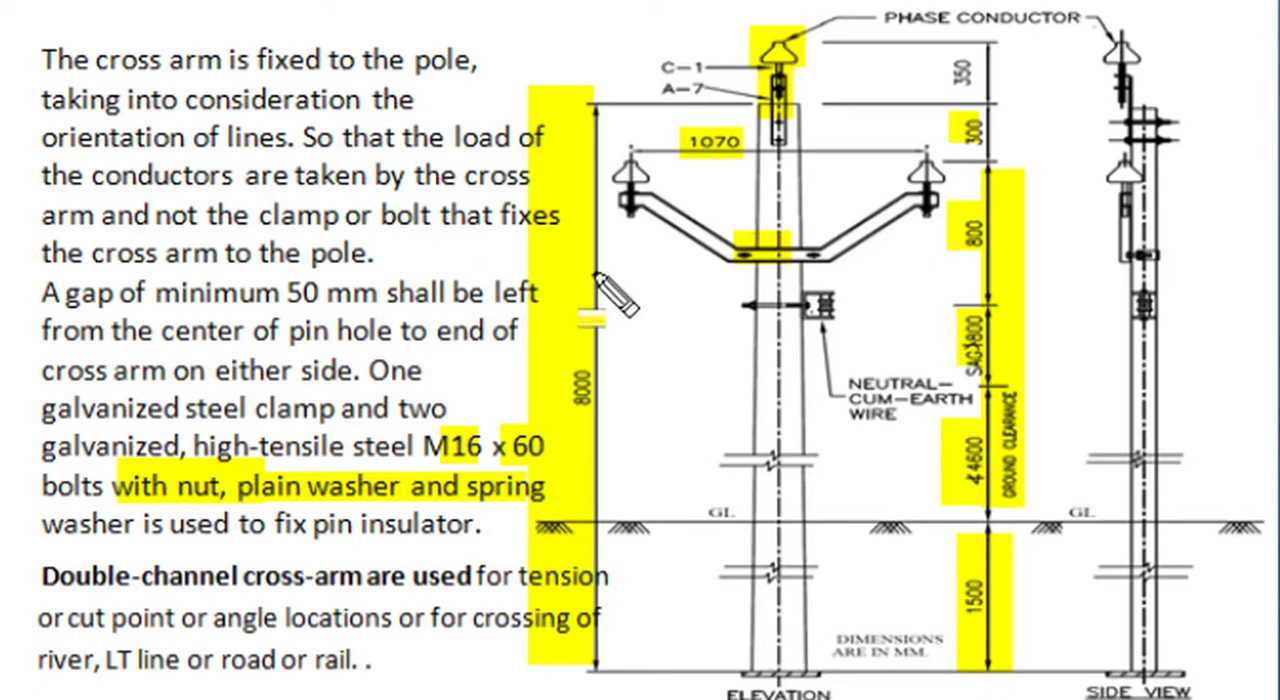 The cross arm is fixed to the pole,
taking into consideration the
orientation of lines. So that the load of
the conductors are taken by the cross
arm and not the clamp or bolt that fixes
the cross arm to the pole.
A gap of minimum 50 mm shall be left
from the center of pin hole to end of
cross arm on either side. One
galvanized steel clamp and two
galvanized, high-tensile steel M16 x 60
bolts with nut, plain washer and spring
washer is used to fix pin insulator.
Double-channel cross-arm are used for tension
or cut point or angle locations or for crossing of
river, LT line or road or rail. .
PHASE CONDUCTOR
C-1
A-7
350
300
1070
800
8000
NEUTRAL-
CUM-EARTH
WIRE
GROUND CLEARANCE
GL
GL
1500
DIMENSIONS
ARE IN MM.
ELEVATION
SIDE VIEW